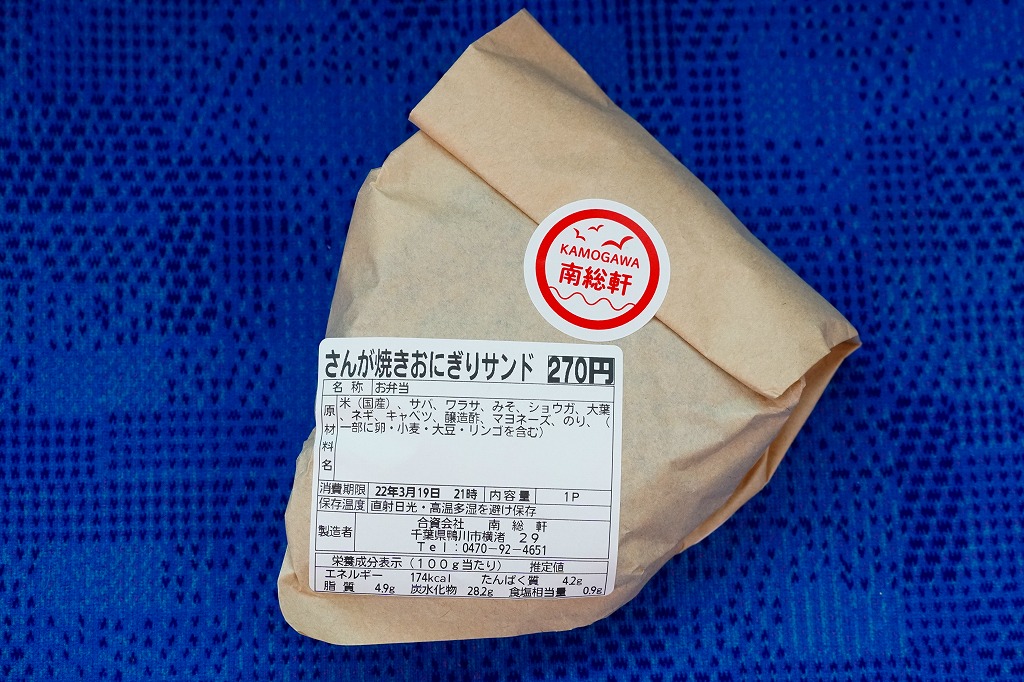 KAMOGAWA
南総軒
さんが焼きおにぎりサンド 270円
名称 お弁当
原材料名 米(国産)、サバ、ワラサ、みそ、ショウガ、大葉
、ネギ、キャベツ、醸造酢、マヨネーズ、のり、(
一部に卵・小麦・大豆・リンゴを含む)
消費期限 22年3月19日 21時 内容量 1P
保存温度 直射日光・高温多湿を避け保存
製造者 合資会社 南総軒
千葉県鴨川市横渚 29
Tel:0470-92-4651
栄養成分表示(100g当たり) 推定値
エネルギー 174kcal たんぱく質 4.2g
脂質 4.9g 炭水化物 28.2g 食塩相当量 0.9g